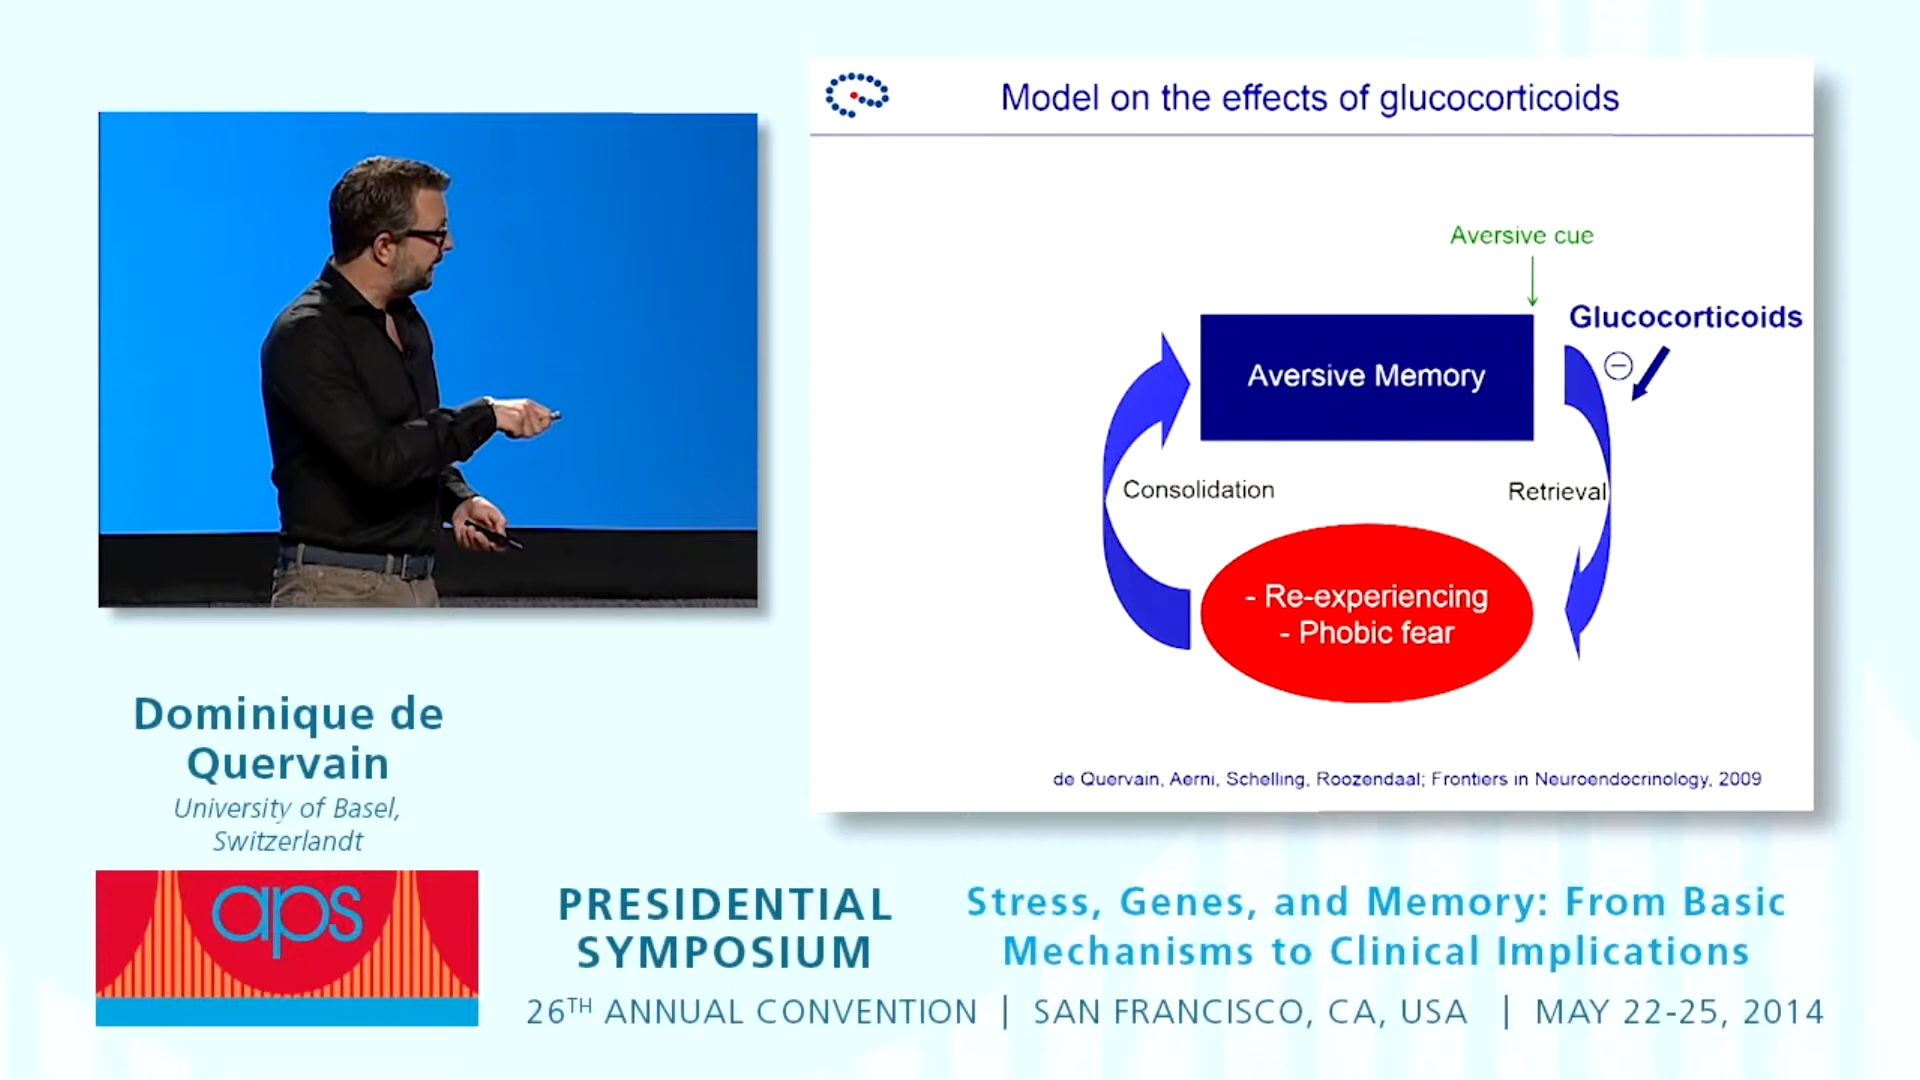 Model on the effects of glucocorticoids
Aversive cue
Glucocorticoids
Aversive Memory
Consolidation
Retrieval
- Re-experiencing
- Phobic fear
de Quervain, Aerni, Schelling, Roozendaal; Frontiers in Neuroendocrinology, 2009
Dominique de
Quervain
University of Basel,
Switzerlandt
aps
PRESIDENTIAL
SYMPOSIUM
Stress, Genes, and Memory: From Basic
Mechanisms to Clinical Implications
26TH ANNUAL CONVENTION | SAN FRANCISCO, CA, USA | MAY 22-25, 2014